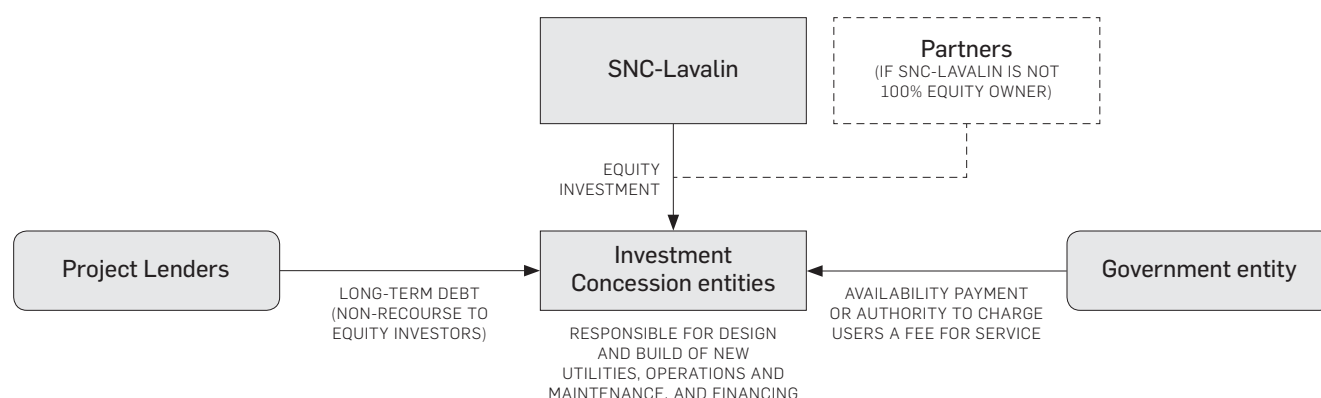 SNC-Lavalin
Partners
(IF SNC-LAVALIN IS NOT
100% EQUITY OWNER)
EQUITY
INVESTMENT
Project Lenders
Investment
Concession entities
Government entity
LONG-TERM DEBT
(NON-RECOURSE TO
EQUITY INVESTORS)
RESPONSIBLE FOR DESIGN
AND BUILD OF NEW
UTILITIES, OPERATIONS AND
MAINTENANCE, AND FINANCING
AVAILABILITY PAYMENT
OR AUTHORITY TO CHARGE
USERS A FEE FOR SERVICE